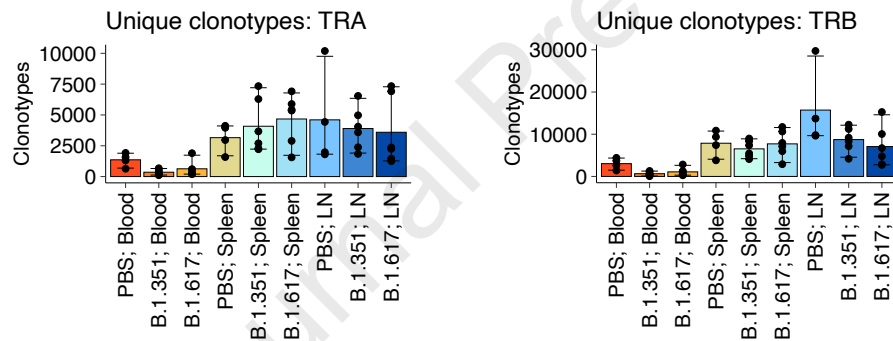 Unique clonotypes: TRA
Clonotypes
10000
7500
5000
2500
0
PBS; Blood
B.1.351; Blood
B.1.617; Blood
PBS; Spleen
B.1.351; Spleen
B.1.617; Spleen
PBS; LN
B.1.351; LN
B.1.617; LN
Unique clonotypes: TRB
Clonotypes
30000
20000
10000
0
PBS; Blood
B.1.351; Blood
B.1.617; Blood
PBS; Spleen
B.1.351; Spleen
B.1.617; Spleen
PBS; LN
B.1.351; LN
B.1.617; LN
urnal Pre